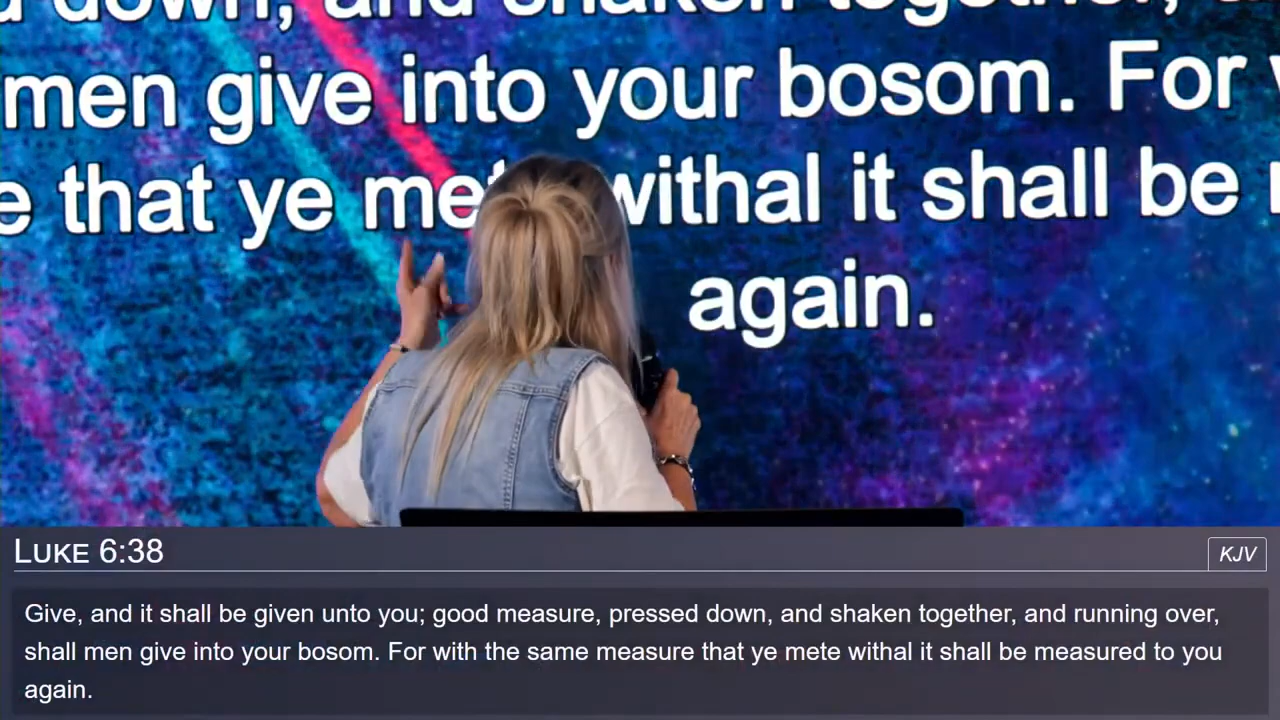 down, and shaken together,
men give into your bosom. For
that ye withal it shall be
again.
LUKE 6:38
KJV
Give, and it shall be given unto you; good measure, pressed down, and shaken together, and running over,
shall men give into your bosom. For with the same measure that ye mete withal it shall be measured to you
again.